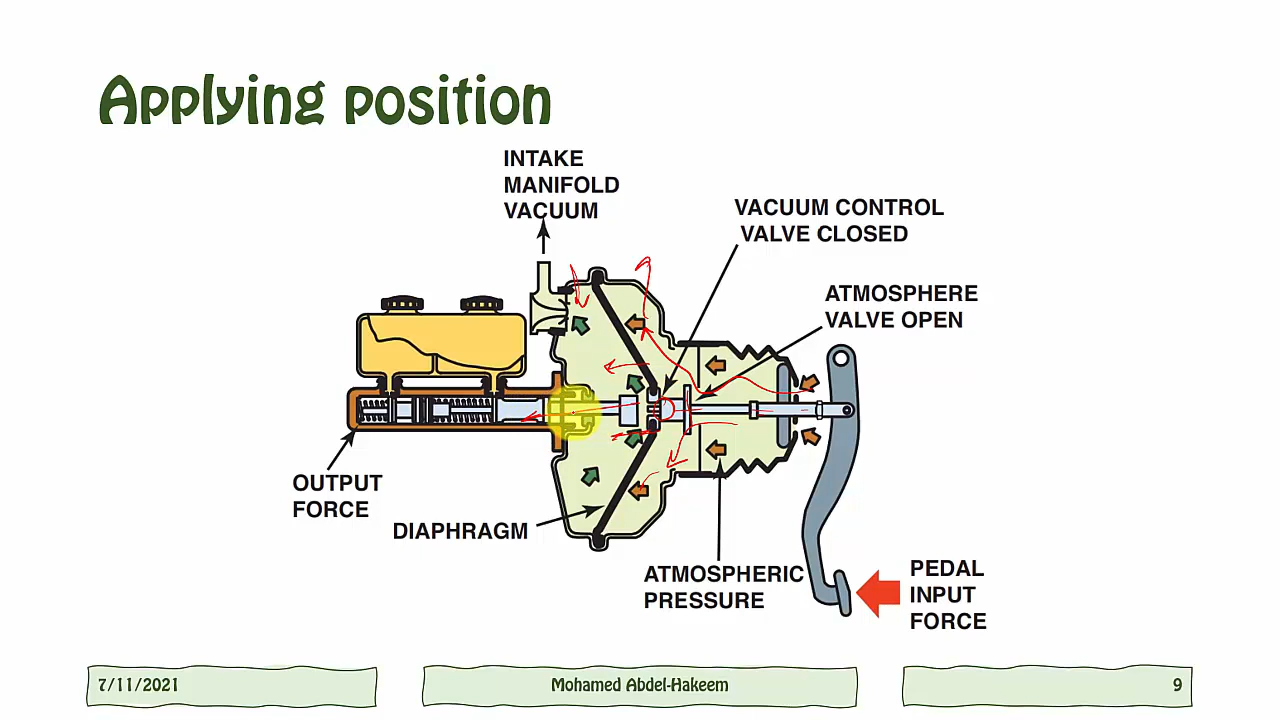 Applying position
INTAKE
MANIFOLD
VACUUM
VACUUM CONTROL
VALVE CLOSED
ATMOSPHERE
VALVE OPEN
OUTPUT
FORCE
DIAPHRAGM
ATMOSPHERIC
PRESSURE
PEDAL
INPUT
FORCE
7/11/2021
Mohamed Abdel-Hakeem
9